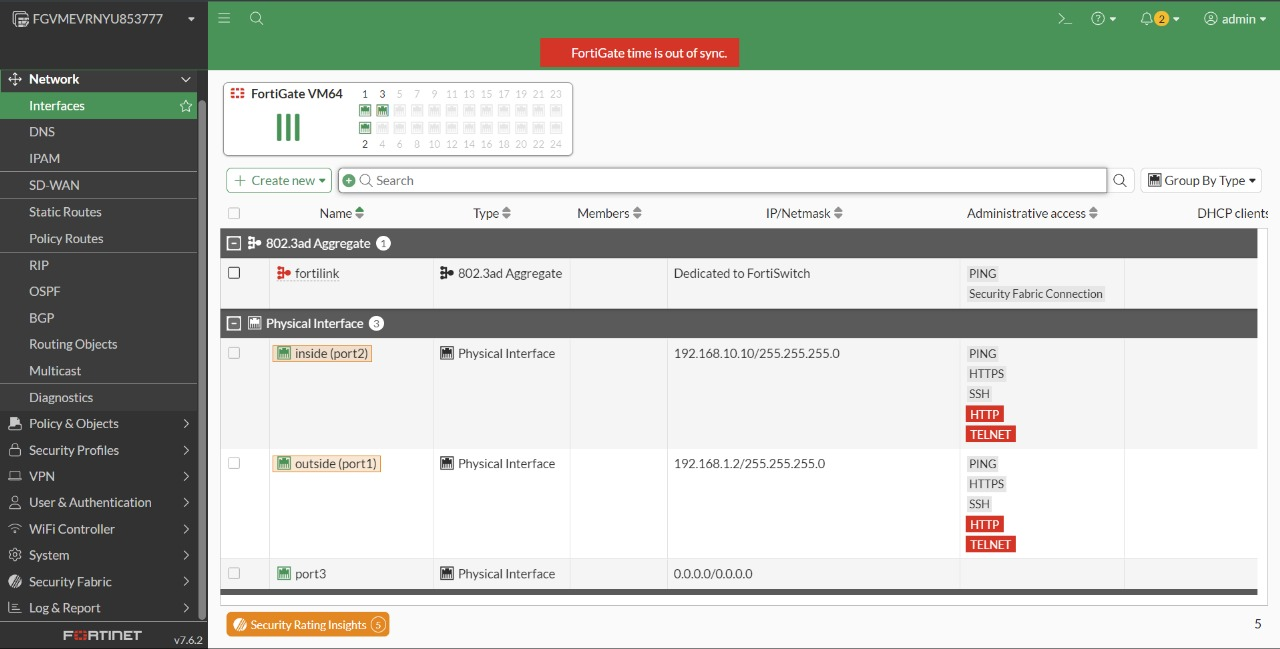 FGVMEVRNYU853777
>_ 2 admin
FortiGate time is out of sync.
Network
Interfaces
DNS
IPAM
SD-WAN
Static Routes
Policy Routes
RIP
OSPF
BGP
Routing Objects
Multicast
Diagnostics
Policy & Objects
Security Profiles
VPN
User & Authentication
WiFi Controller
System
Security Fabric
Log & Report
FORTINET
v7.6.2
FortiGate VM64
1 3 5 7 9 11 13 15 17 19 21 23
2 4 6 8 10 12 14 16 18 20 22 24
Create new Search Group By Type
Name Type Members IP/Netmask Administrative access DHCP clients
802.3ad Aggregate 1
fortilink 802.3ad Aggregate Dedicated to FortiSwitch PING
Security Fabric Connection
Physical Interface 3
inside (port2) Physical Interface 192.168.10.10/255.255.255.0 PING
HTTPS
SSH
HTTP
TELNET
outside (port1) Physical Interface 192.168.1.2/255.255.255.0 PING
HTTPS
SSH
HTTP
TELNET
port3 Physical Interface 0.0.0.0/0.0.0.0
Security Rating Insights 5 5